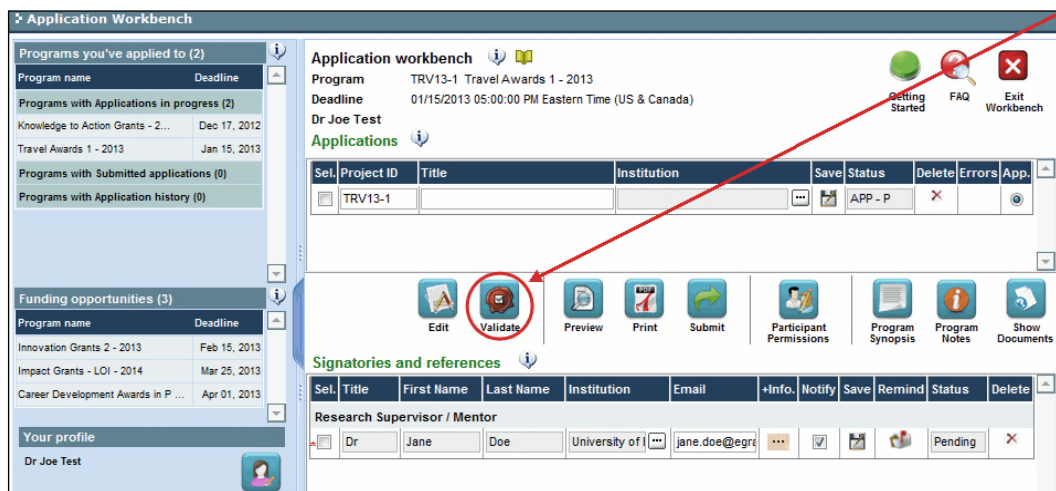 Application Workbench
Programs you've applied to (2)
Program name Deadline
Programs with Applications in progress (2)
Knowledge to Action Grants - 2... Dec 17, 2012
Travel Awards 1 - 2013 Jan 15, 2013
Programs with Submitted applications (0)
Programs with Application history (0)
Funding opportunities (3)
Program name Deadline
Innovation Grants 2 - 2013 Feb 15, 2013
Impact Grants - LOI - 2014 Mar 25, 2013
Career Development Awards in P ... Apr 01, 2013
Your profile
Dr Joe Test
Application workbench
Program TRV13-1 Travel Awards 1 - 2013
Deadline 01/15/2013 05:00:00 PM Eastern Time (US & Canada)
Dr Joe Test
Getting Started
FAQ
Exit Workbench
Applications
Sel. Project ID Title Institution Save Status Delete Errors App.
TRV13-1 ... APP - P
Edit
Validate
Preview
PDF
Print
Submit
Participant Permissions
Program Synopsis
Program Notes
Show Documents
Signatories and references
Sel. Title First Name Last Name Institution Email +Info. Notify Save Remind Status Delete
Research Supervisor / Mentor
* Dr Jane Doe University of ... jane.doe@egra ... Pending